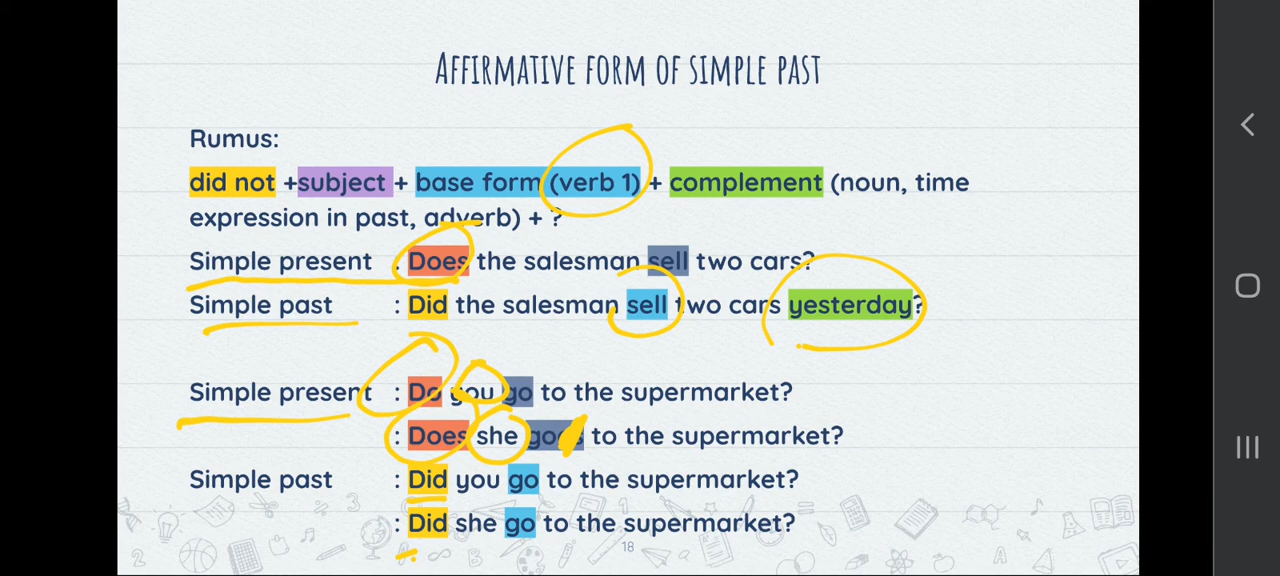 AFFIRMATIVE FORM OF SIMPLE PAST
Rumus:
did not +subject + base form (verb 1) + complement (noun, time
expression in past, adverb) + ?
Simple present : Does the salesman sell two cars?
Simple past : Did the salesman sell two cars yesterday?
Simple present : Do you go to the supermarket?
: Does she goes to the supermarket?
Simple past : Did you go to the supermarket?
: Did she go to the supermarket?
18